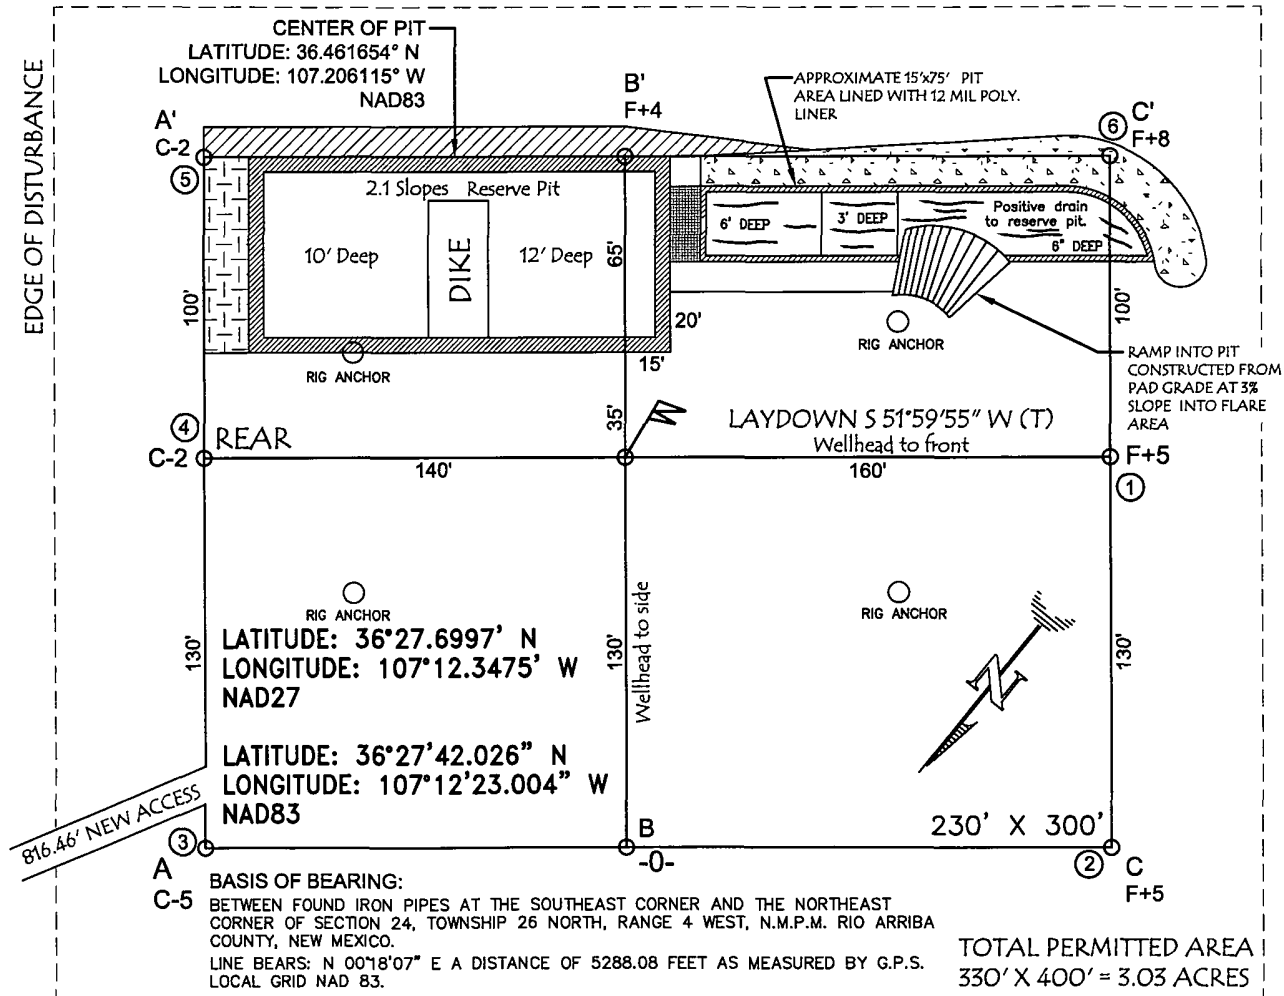 CENTER OF PIT
LATITUDE: 36.461654° N
LONGITUDE: 107.206115° W
NAD83
EDGE OF DISTURBANCE
A'
C-2
5
B'
F+4
APPROXIMATE 15'x75' PIT
AREA LINED WITH 12 MIL POLY.
LINER
6
C'
F+8
2.1 Slopes Reserve Pit
10' Deep
DIKE
12' Deep
65'
6' DEEP
3' DEEP
Positive drain
to reserve pit.
6" DEEP
100'
20'
15'
RIG ANCHOR
RIG ANCHOR
100'
RAMP INTO PIT
CONSTRUCTED FROM
PAD GRADE AT 3%
SLOPE INTO FLARE
AREA
4
C-2
REAR
35'
LAYDOWN S 51°59'55" W (T)
Wellhead to front
140'
160'
F+5
1
RIG ANCHOR
RIG ANCHOR
130'
130'
Wellhead to side
130'
LATITUDE: 36°27.6997' N
LONGITUDE: 107°12.3475' W
NAD27
LATITUDE: 36°27'42.026" N
LONGITUDE: 107°12'23.004" W
NAD83
N
816.46' NEW ACCESS
3
A
C-5
B
-0-
230' X 300'
2
C
F+5
BASIS OF BEARING:
BETWEEN FOUND IRON PIPES AT THE SOUTHEAST CORNER AND THE NORTHEAST
CORNER OF SECTION 24, TOWNSHIP 26 NORTH, RANGE 4 WEST, N.M.P.M. RIO ARRIBA
COUNTY, NEW MEXICO.
LINE BEARS: N 00°18'07" E A DISTANCE OF 5288.08 FEET AS MEASURED BY G.P.S.
LOCAL GRID NAD 83.
TOTAL PERMITTED AREA
330' X 400' = 3.03 ACRES